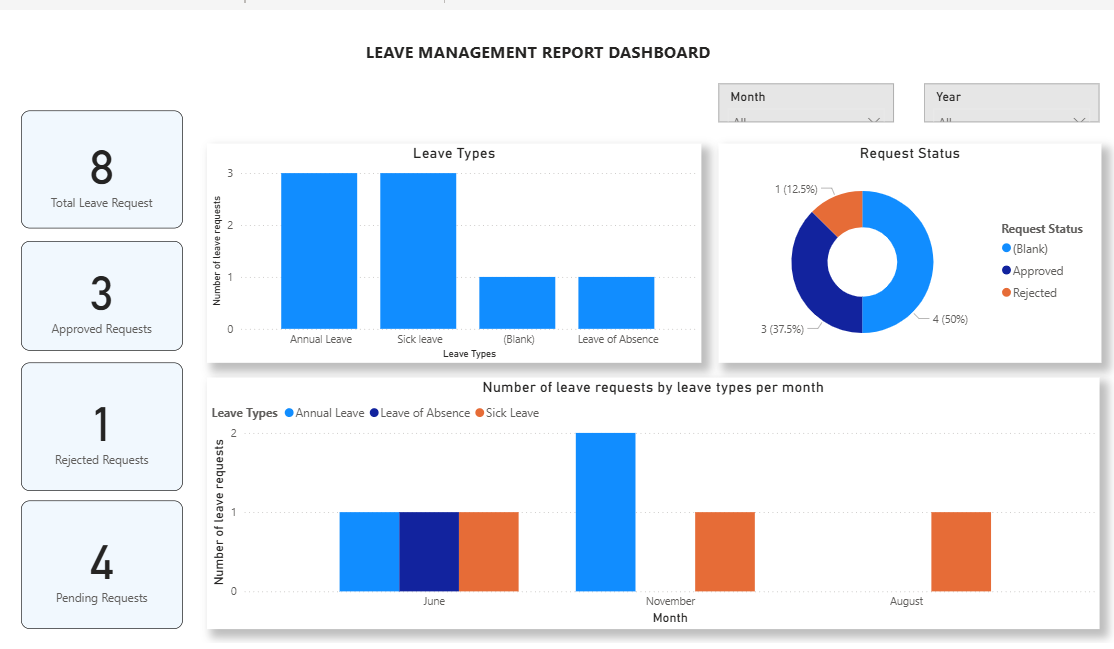 LEAVE MANAGEMENT REPORT DASHBOARD
Month
All
Year
All
8
Total Leave Request
3
Approved Requests
1
Rejected Requests
4
Pending Requests
Leave Types
Number of leave requests
3
2
1
0
Annual Leave
Sick leave
(Blank)
Leave of Absence
Leave Types
Request Status
1 (12.5%)
3 (37.5%)
4 (50%)
Request Status
(Blank)
Approved
Rejected
Number of leave requests by leave types per month
Leave Types Annual Leave Leave of Absence Sick Leave
Number of leave requests
2
1
0
June
November
August
Month